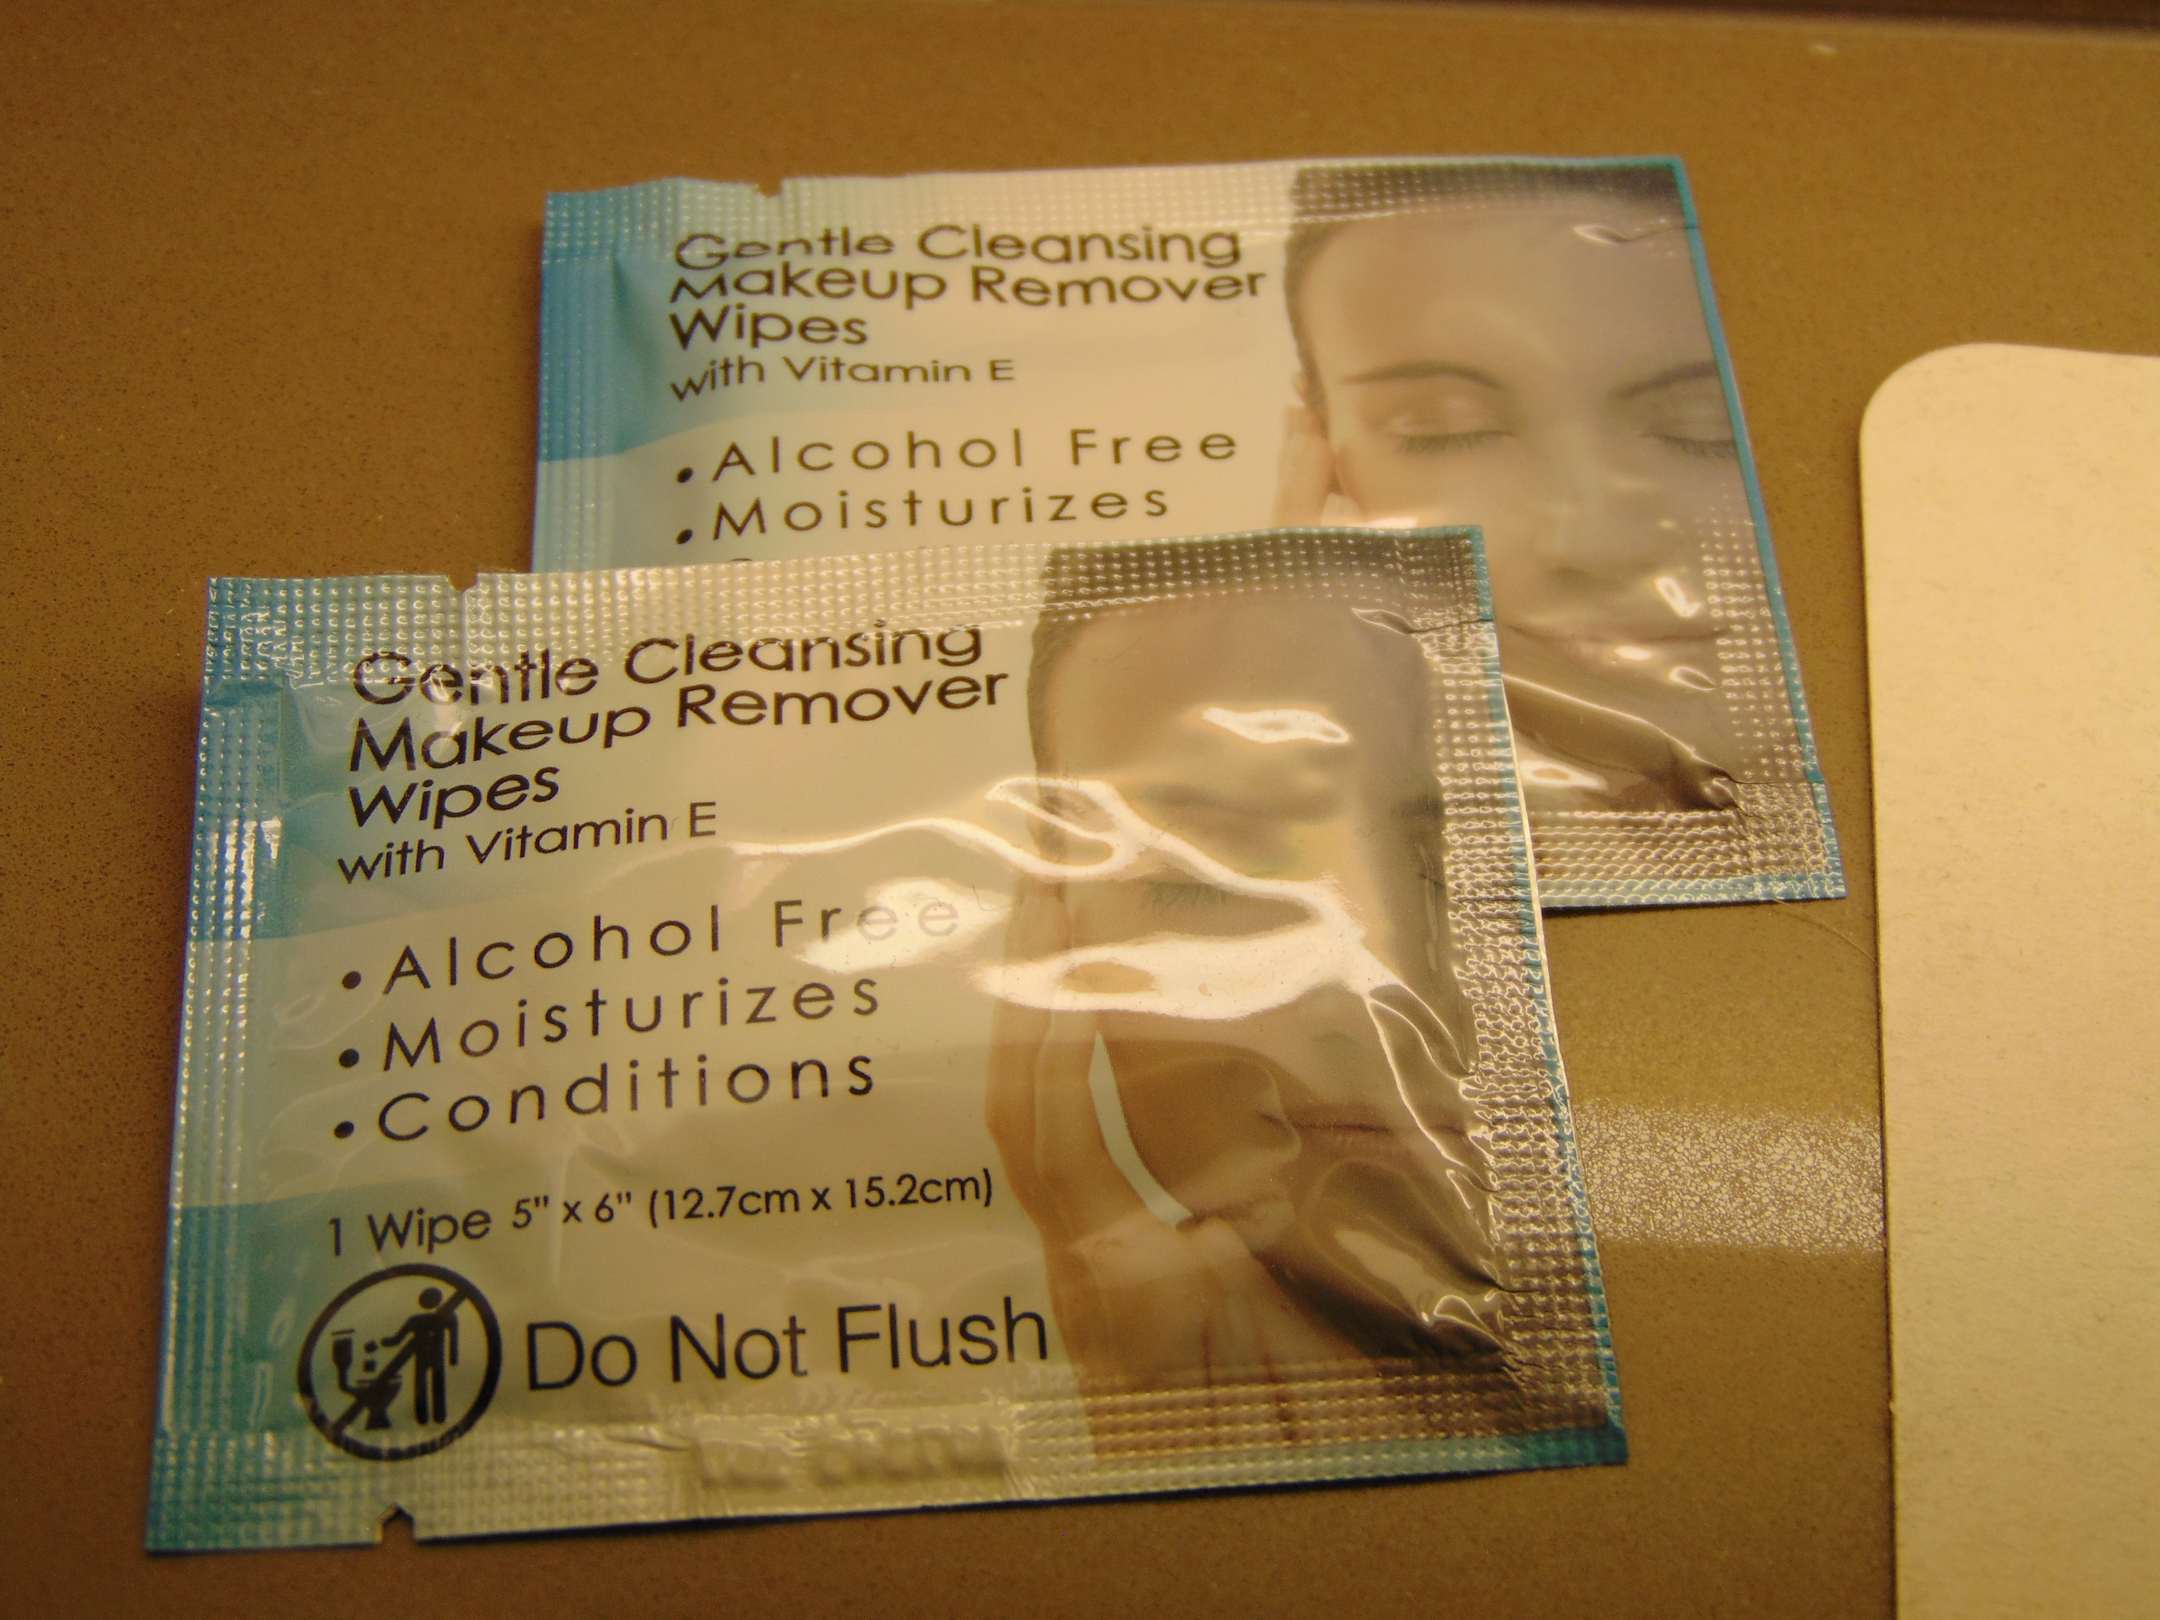 Gentle Cleansing
Makeup Remover
Wipes
with Vitamin E
• Alcohol Free
• Moisturizes
Gentle Cleansing
Makeup Remover
Wipes
with Vitamin E
• Alcohol Free
• Moisturizes
• Conditions
1 Wipe 5" x 6" (12.7cm x 15.2cm)
Do Not Flush